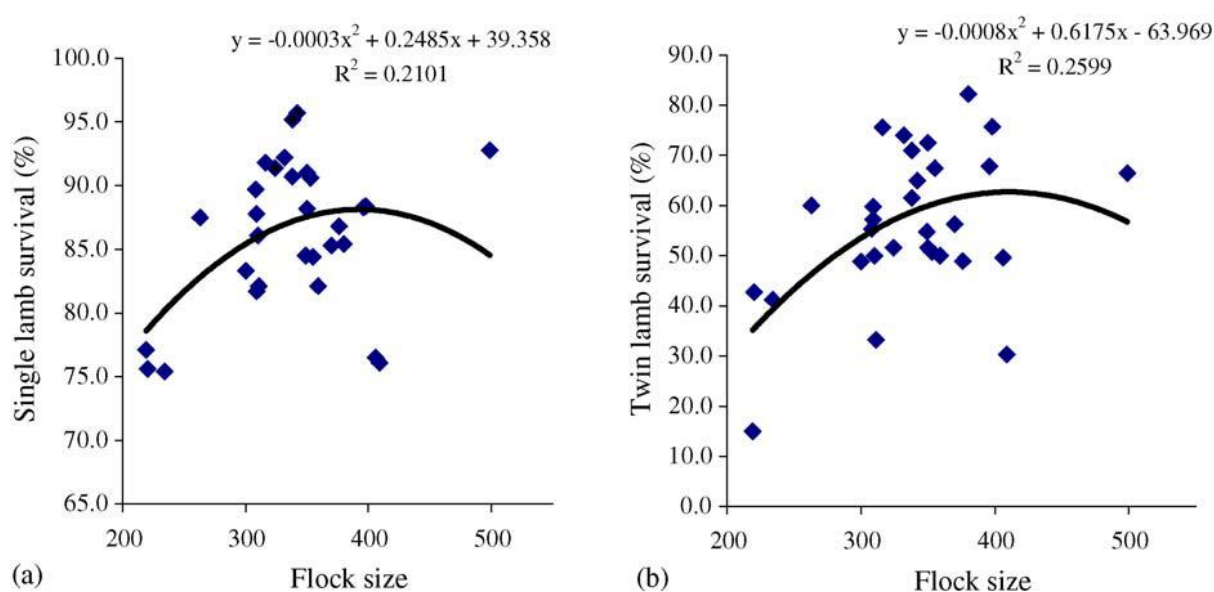 y = -0.0003x² + 0.2485x + 39.358
R² = 0.2101
100.0
95.0
90.0
85.0
80.0
75.0
70.0
65.0
Single lamb survival (%)
200 300 400 500
Flock size
(a)
y = -0.0008x² + 0.6175x - 63.969
R² = 0.2599
90.0
80.0
70.0
60.0
50.0
40.0
30.0
20.0
10.0
0.0
Twin lamb survival (%)
200 300 400 500
Flock size
(b)